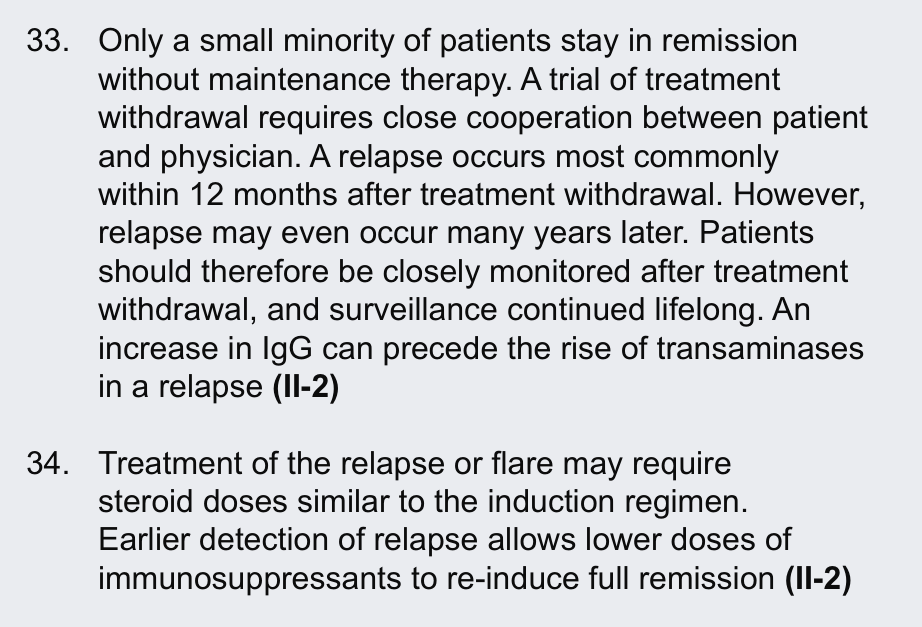 33. Only a small minority of patients stay in remission
without maintenance therapy. A trial of treatment
withdrawal requires close cooperation between patient
and physician. A relapse occurs most commonly
within 12 months after treatment withdrawal. However,
relapse may even occur many years later. Patients
should therefore be closely monitored after treatment
withdrawal, and surveillance continued lifelong. An
increase in IgG can precede the rise of transaminases
in a relapse (II-2)
34. Treatment of the relapse or flare may require
steroid doses similar to the induction regimen.
Earlier detection of relapse allows lower doses of
immunosuppressants to re-induce full remission (II-2)